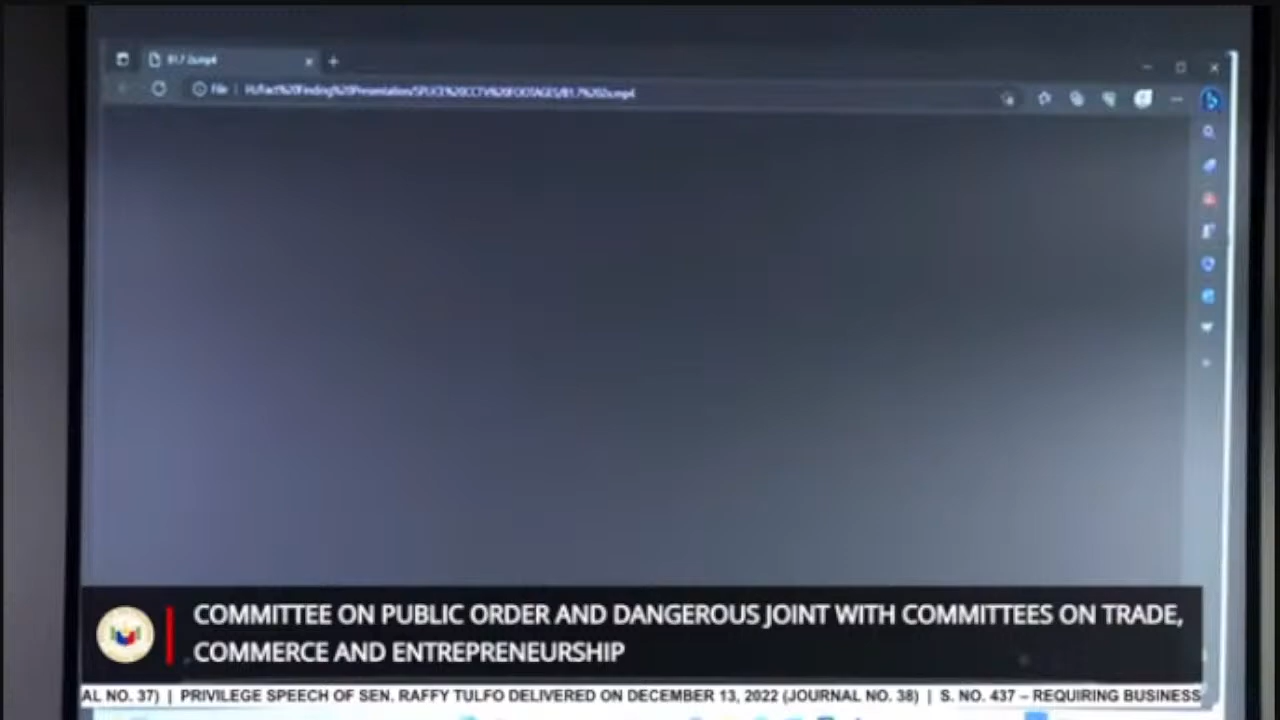 File
COMMITTEE ON PUBLIC ORDER AND DANGEROUS JOINT WITH COMMITTEES ON TRADE,
COMMERCE AND ENTREPRENEURSHIP
AL NO. 37) | PRIVILEGE SPEECH OF SEN. RAFFY TULFO DELIVERED ON DECEMBER 13, 2022 (JOURNAL NO. 38) | S. NO. 437 – REQUIRING BUSINESS